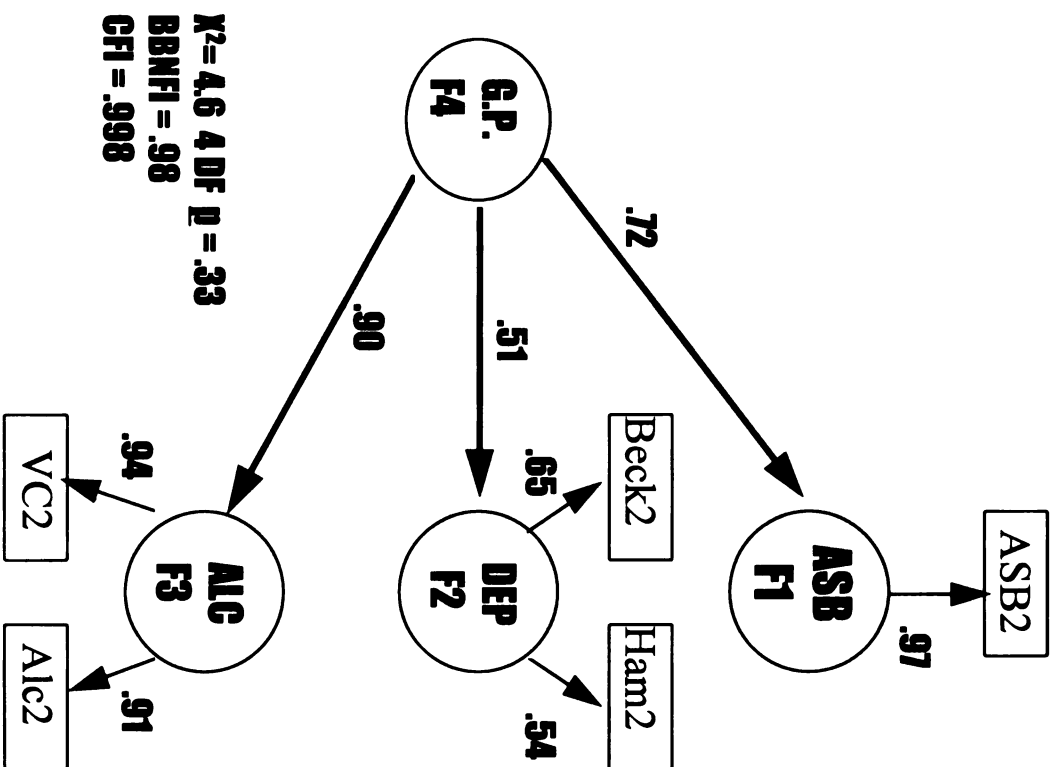 ASB2
.97
ASB
F1
.72
Beck2
Ham2
.65
.54
G.P.
F4
.51
DEP
F2
.90
X²= 4.6 4 DF p = .33
BBNFI = .98
CFI = .998
ALC
F3
.94
.91
VC2
Alc2